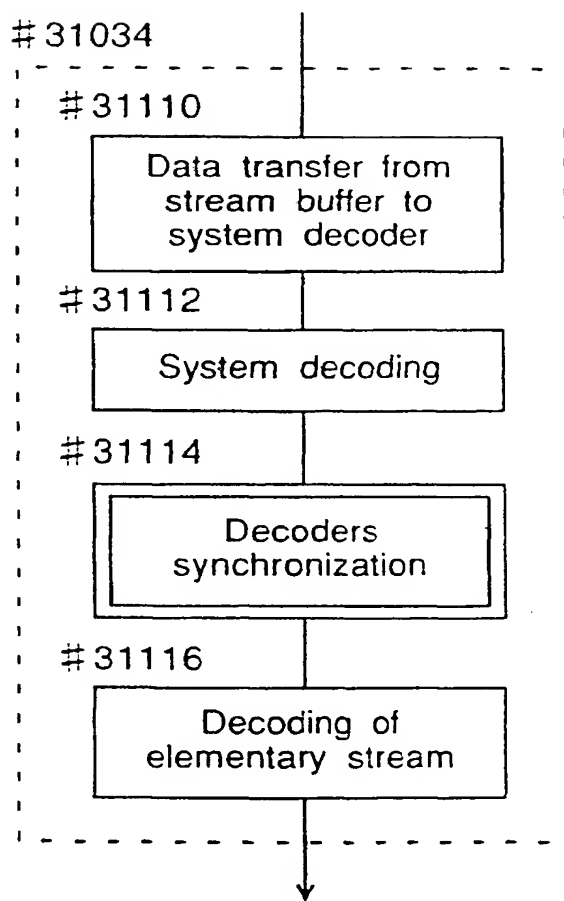 #31034
#31110
Data transfer from
stream buffer to
system decoder
#31112
System decoding
#31114
Decoders
synchronization
#31116
Decoding of
elementary stream